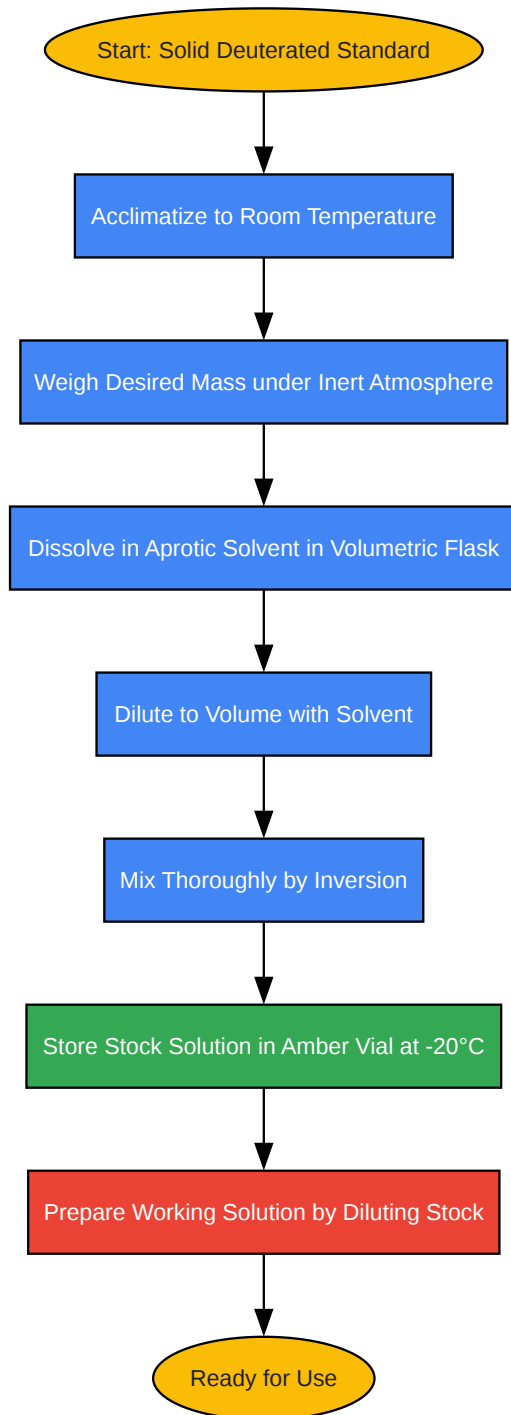 Start: Solid Deuterated Standard
Acclimatize to Room Temperature
Weigh Desired Mass under Inert Atmosphere
Dissolve in Aprotic Solvent in Volumetric Flask
Dilute to Volume with Solvent
Mix Thoroughly by Inversion
Store Stock Solution in Amber Vial at -20°C
Prepare Working Solution by Diluting Stock
Ready for Use